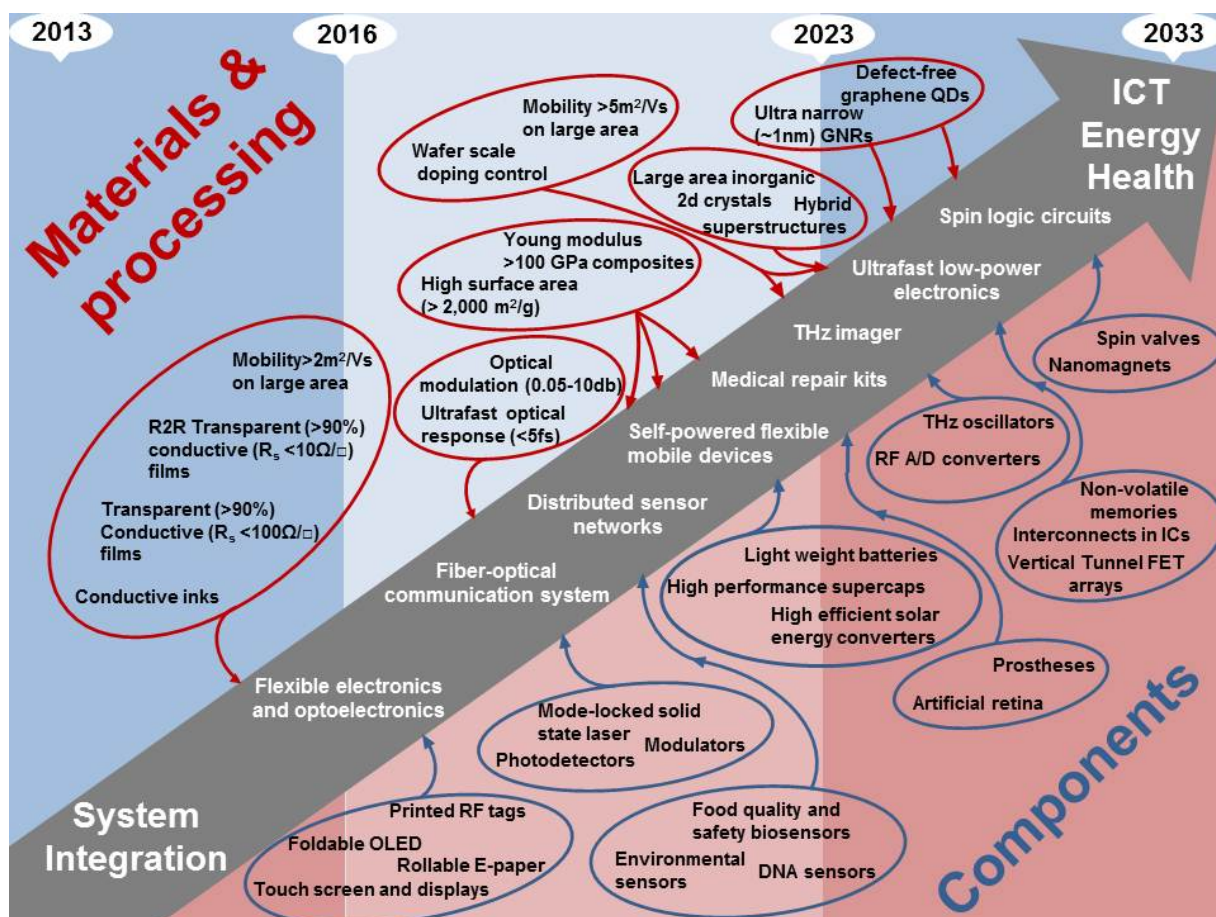 2013
2016
2023
2033
Materials &
processing
Mobility >5m²/Vs
on large area
Wafer scale
doping control
Defect-free
graphene QDs
Ultra narrow
(~1nm) GNRs
ICT
Energy
Health
Large area inorganic
2d crystals
Hybrid
superstructures
Spin logic circuits
Young modulus
>100 GPa composites
High surface area
(> 2,000 m²/g)
Ultrafast low-power
electronics
THz imager
Spin valves
Nanomagnets
Mobility>2m²/Vs
on large area
R2R Transparent (>90%)
conductive (Rs <10Ω/□)
films
Transparent (>90%)
Conductive (Rs <100Ω/□)
films
Conductive inks
Optical
modulation (0.05-10db)
Ultrafast optical
response (<5fs)
Medical repair kits
Self-powered flexible
mobile devices
THz oscillators
RF A/D converters
Distributed sensor
networks
Non-volatile
memories
Interconnects in ICs
Vertical Tunnel FET
arrays
Fiber-optical
communication system
Light weight batteries
High performance supercaps
High efficient solar
energy converters
Flexible electronics
and optoelectronics
Prostheses
Artificial retina
Mode-locked solid
state laser
Modulators
Photodetectors
System
Integration
Printed RF tags
Foldable OLED
Rollable E-paper
Touch screen and displays
Food quality and
safety biosensors
Environmental
sensors
DNA sensors
Components